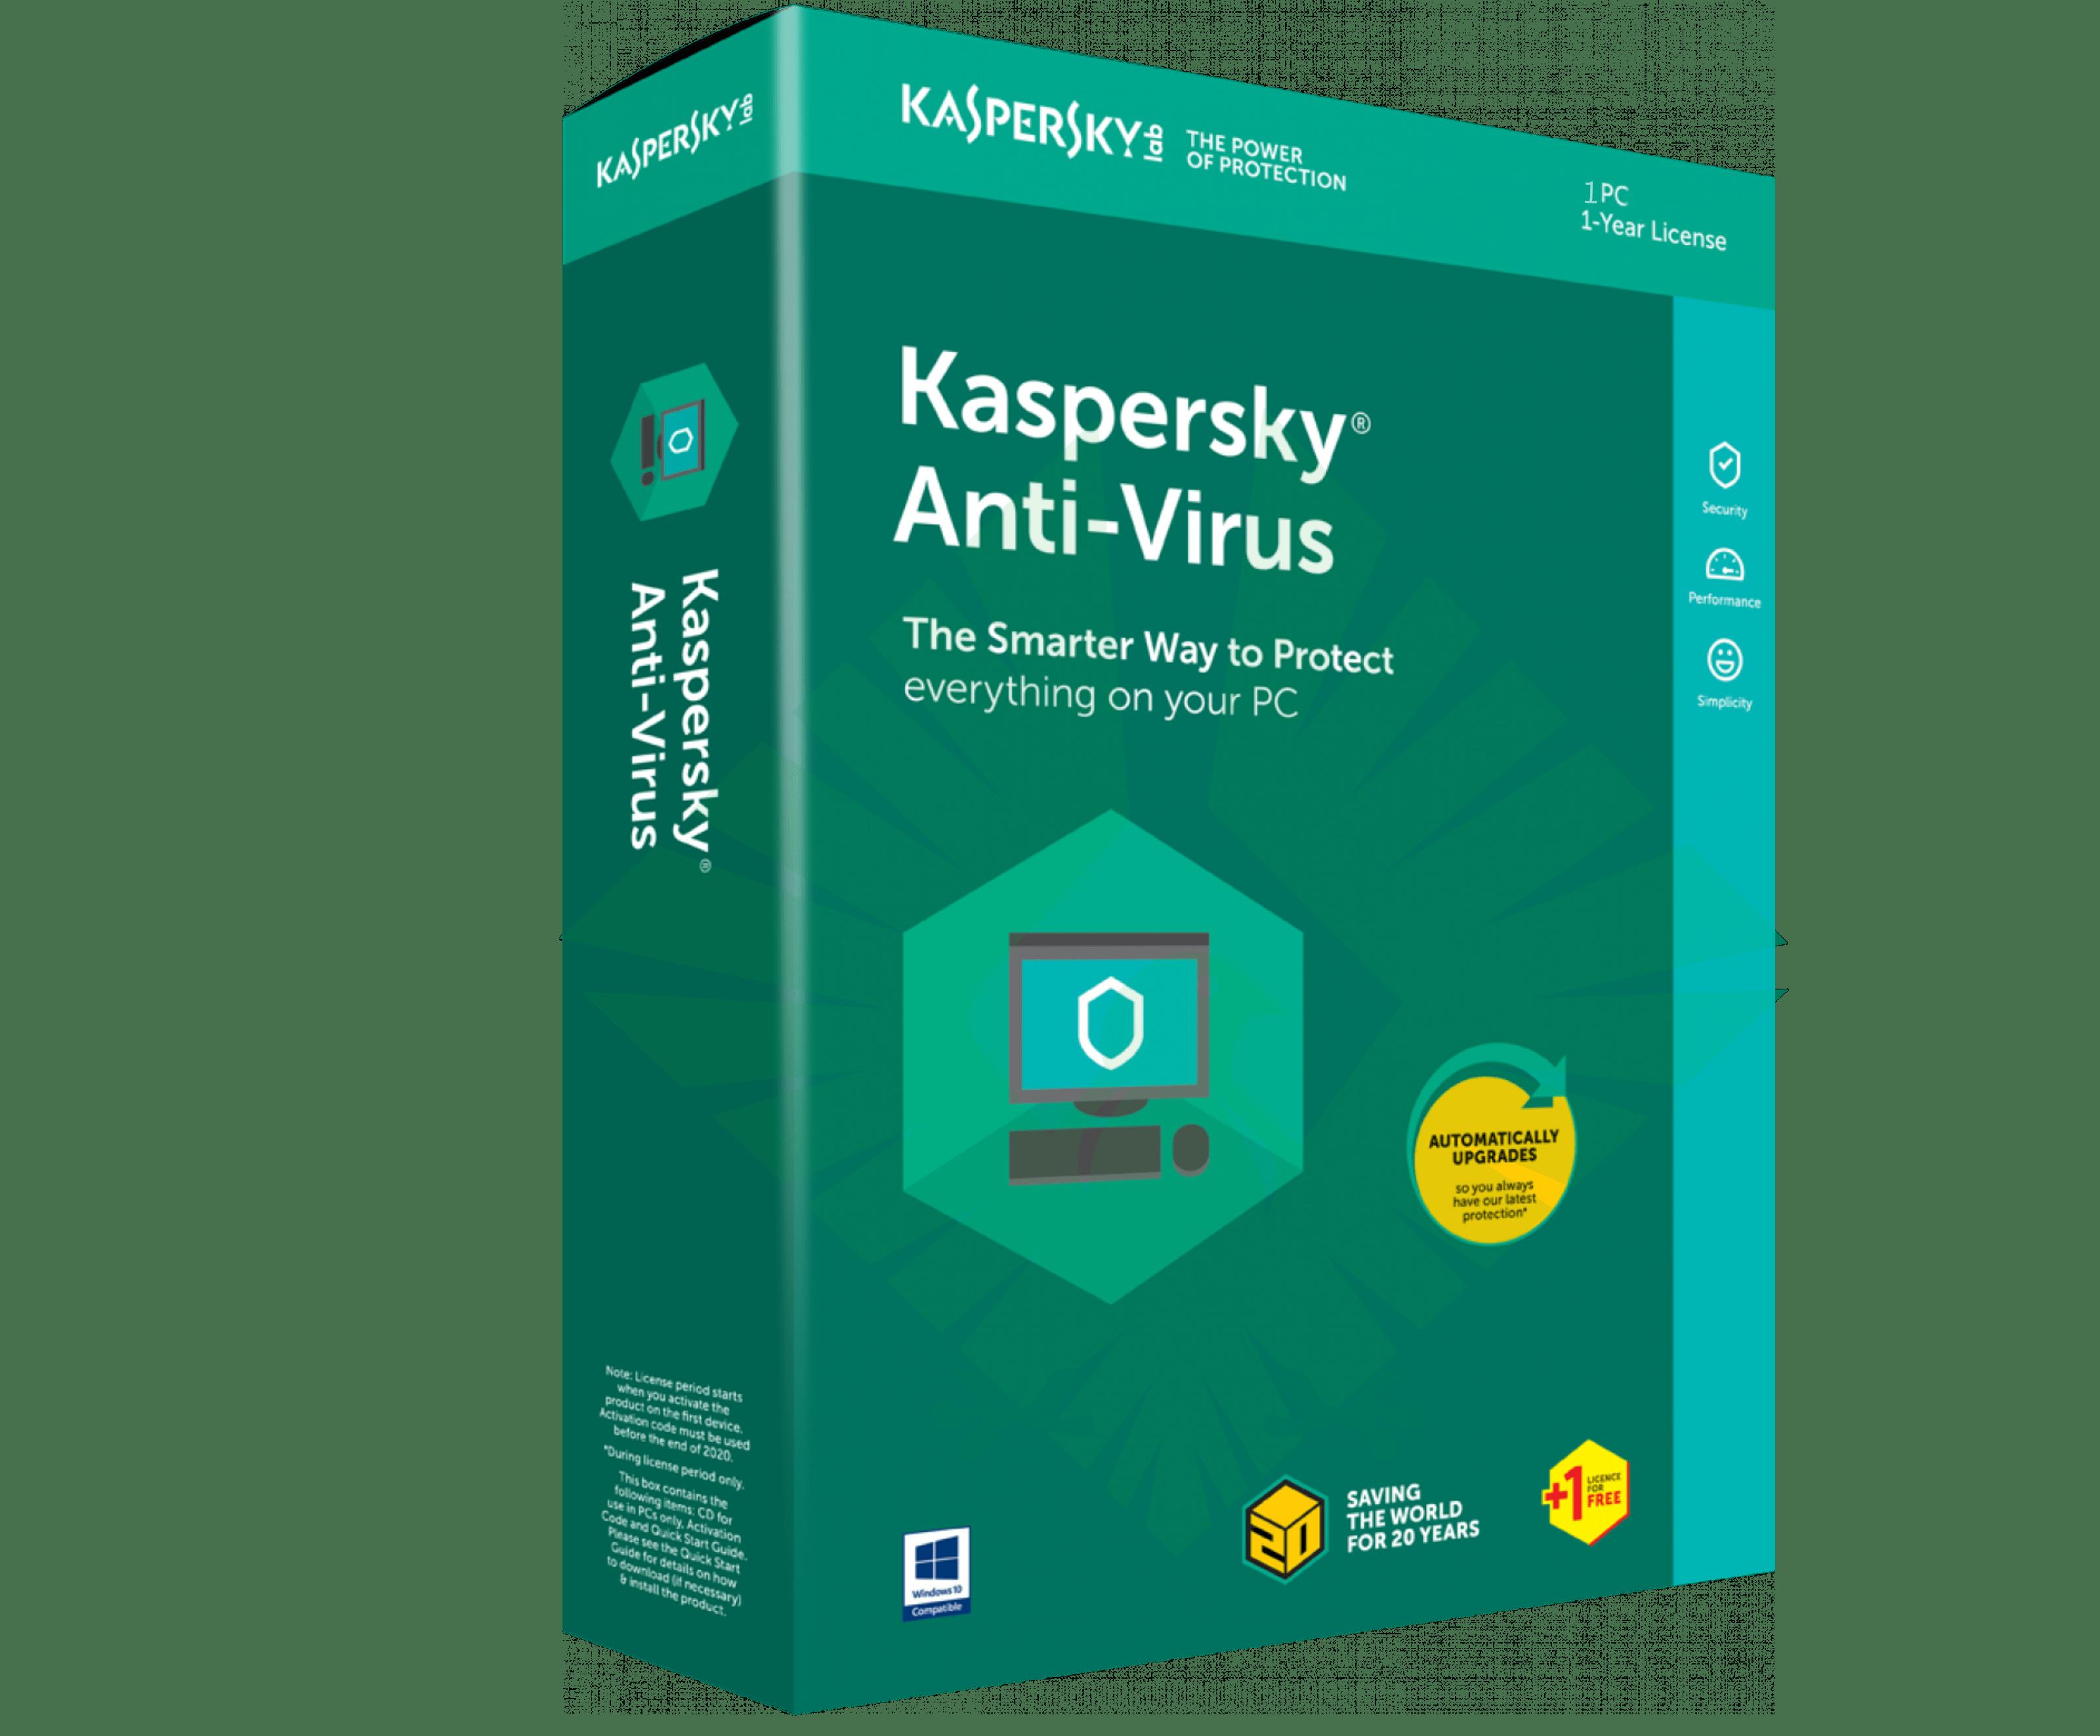 KASPERSKY lab
THE POWER
OF PROTECTION
1 PC
1-Year License
Kaspersky®
Anti-Virus
The Smarter Way to Protect
everything on your PC
Security
Performance
Simplicity
AUTOMATICALLY
UPGRADES
so you always
have our latest
protection*
20
SAVING
THE WORLD
FOR 20 YEARS
+1
LICENCE
FOR
FREE
Windows 10
Compatible
KASPERSKY lab
Kaspersky®
Anti-Virus
Note: License period starts
when you activate the
product on the first device.
Activation code must be used
before the end of 2020.
*During license period only.
This box contains the
following items: CD for
use in PCs only, Activation
Code and Quick Start Guide.
Please see the Quick Start
Guide for details on how
to download (if necessary)
& install the product.